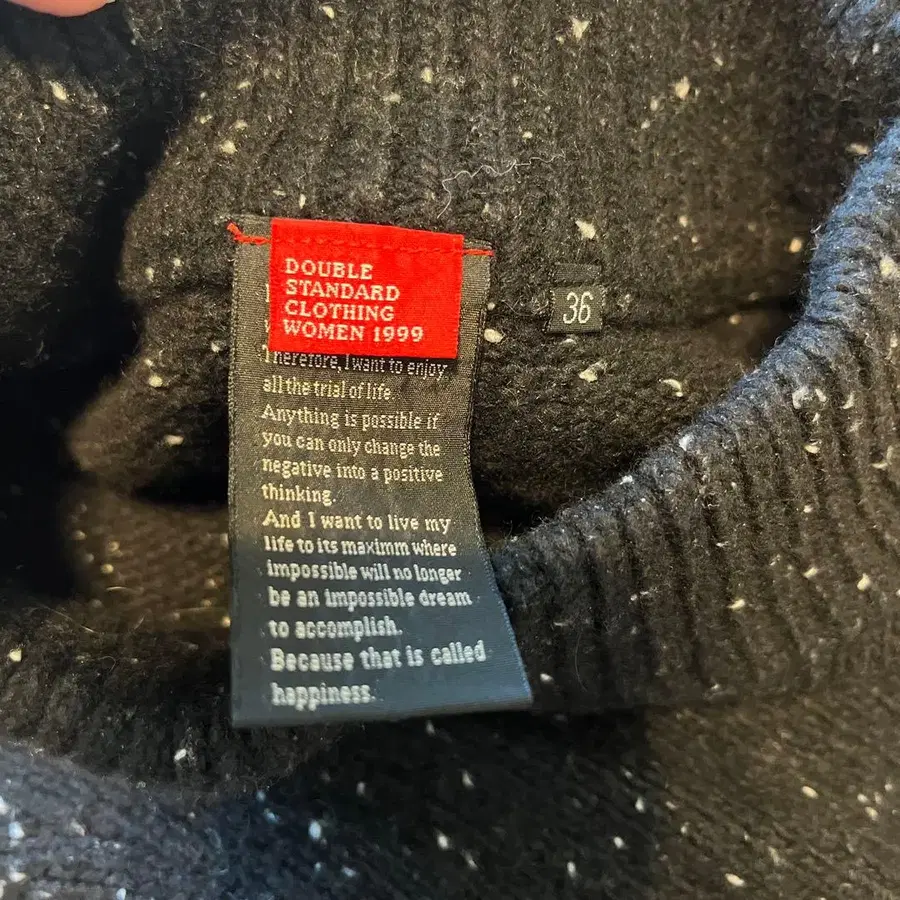 DOUBLE
STANDARD
CLOTHING
WOMEN 1999
36
Therefore, I want to enjoy
all the trial of life.
Anything is possible if
you can only change the
negative into a positive
thinking.
And I want to live my
life to its maximm where
impossible will no longer
be an impossible dream
to accomplish.
Because that is called
happiness.